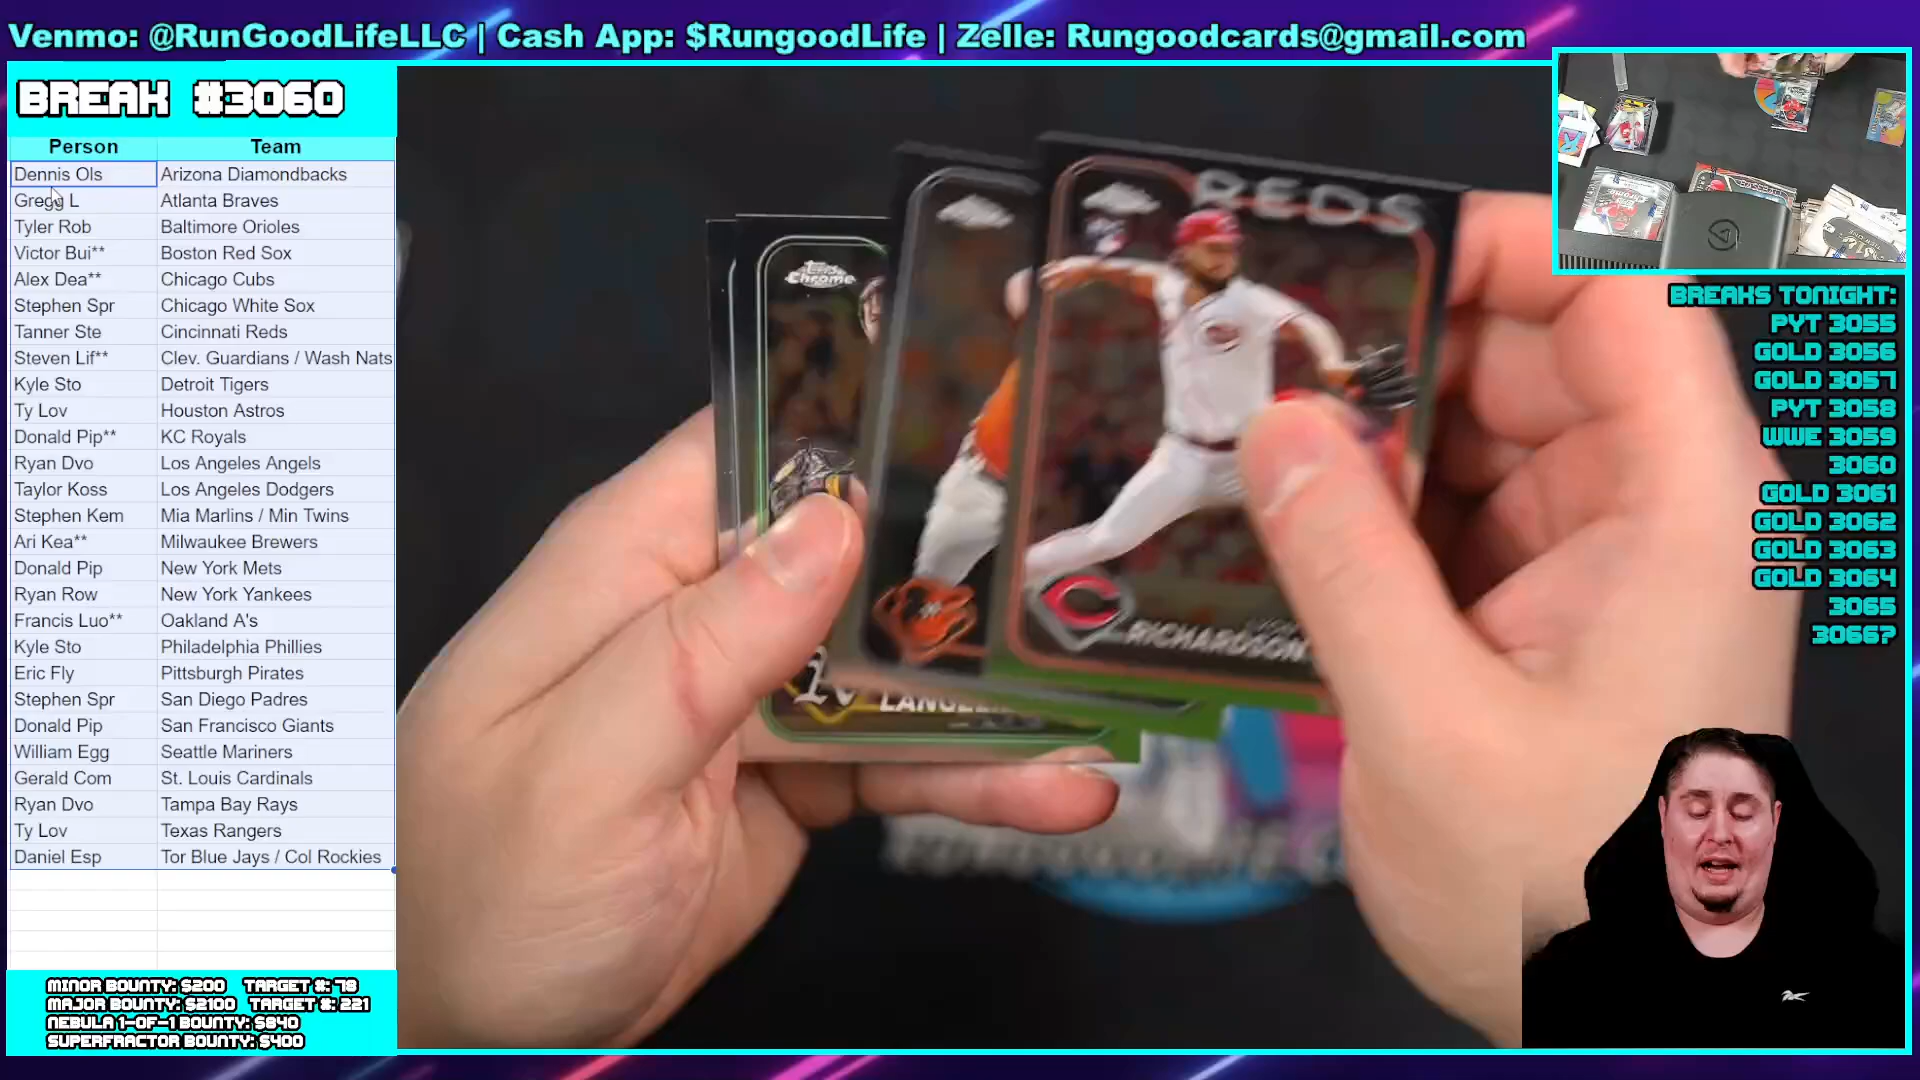 Venmo: @RunGoodLifeLLC | Cash App: $RungoodLife | Zelle: Rungoodcards@gmail.com
BREAK #3060
Person Team
Dennis Ols Arizona Diamondbacks
Gregg L Atlanta Braves
Tyler Rob Baltimore Orioles
Victor Bui** Boston Red Sox
Alex Dea** Chicago Cubs
Stephen Spr Chicago White Sox
Tanner Ste Cincinnati Reds
Steven Lif** Clev. Guardians / Wash Nats
Kyle Sto Detroit Tigers
Ty Lov Houston Astros
Donald Pip** KC Royals
Ryan Dvo Los Angeles Angels
Taylor Koss Los Angeles Dodgers
Stephen Kem Mia Marlins / Min Twins
Ari Kea** Milwaukee Brewers
Donald Pip New York Mets
Ryan Row New York Yankees
Francis Luo** Oakland A's
Kyle Sto Philadelphia Phillies
Eric Fly Pittsburgh Pirates
Stephen Spr San Diego Padres
Donald Pip San Francisco Giants
William Egg Seattle Mariners
Gerald Com St. Louis Cardinals
Ryan Dvo Tampa Bay Rays
Ty Lov Texas Rangers
Daniel Esp Tor Blue Jays / Col Rockies
MINOR BOUNTY: $200 TARGET #: 78
MAJOR BOUNTY: $2100 TARGET #: 221
NEBULA 1-OF-1 BOUNTY: $840
SUPERFRACTOR BOUNTY: $400
REDS
Chrome
RICHARDSON
BREAKS TONIGHT:
PYT 3055
GOLD 3056
GOLD 3057
PYT 3058
WWE 3059
3060
GOLD 3061
GOLD 3062
GOLD 3063
GOLD 3064
3065
3066?